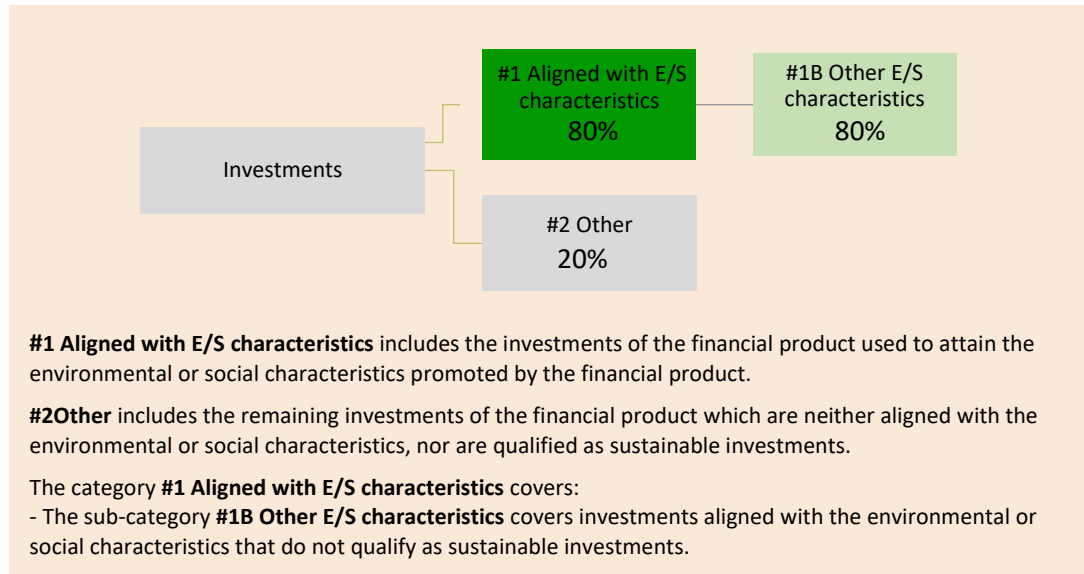 #1 Aligned with E/S
characteristics
80%
#1B Other E/S
characteristics
80%
Investments
#2 Other
20%
#1 Aligned with E/S characteristics includes the investments of the financial product used to attain the
environmental or social characteristics promoted by the financial product.
#2Other includes the remaining investments of the financial product which are neither aligned with the
environmental or social characteristics, nor are qualified as sustainable investments.
The category #1 Aligned with E/S characteristics covers:
- The sub-category #1B Other E/S characteristics covers investments aligned with the environmental or
social characteristics that do not qualify as sustainable investments.